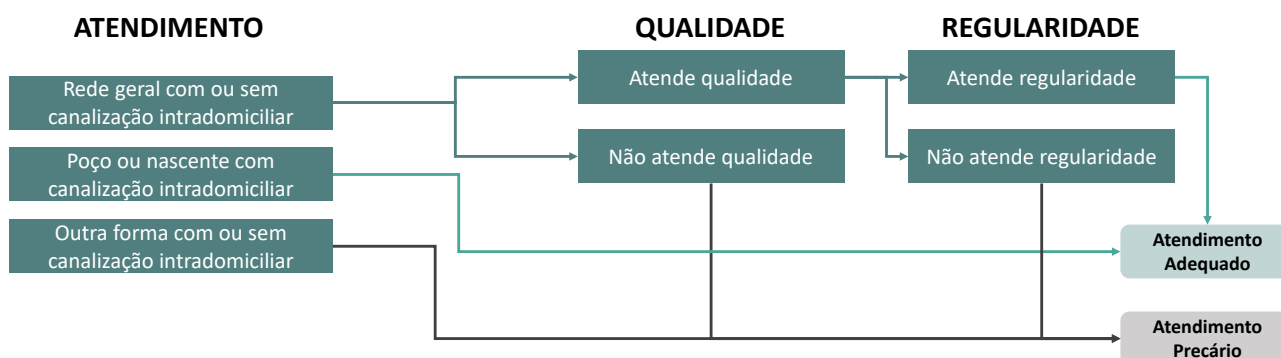 ATENDIMENTO
QUALIDADE
REGULARIDADE
Rede geral com ou sem
canalização intradomiciliar
Atende qualidade
Atende regularidade
Poço ou nascente com
canalização intradomiciliar
Não atende qualidade
Não atende regularidade
Outra forma com ou sem
canalização intradomiciliar
Atendimento
Adequado
Atendimento
Precário